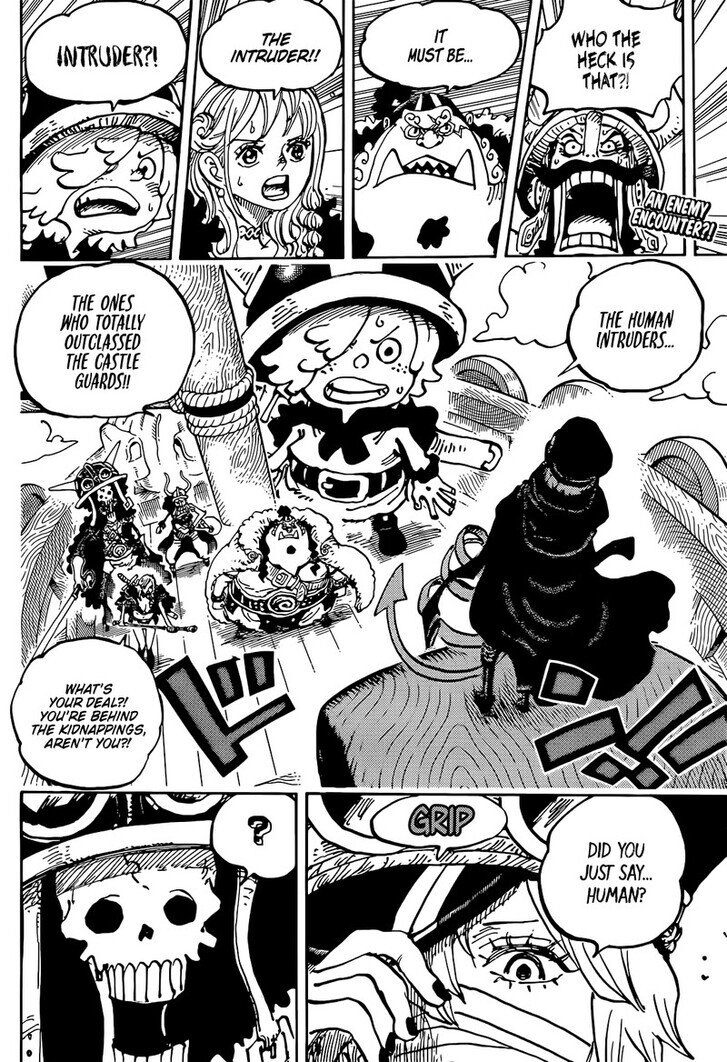 WHO THE
HECK IS
THAT?!
AN ENEMY
ENCOUNTER?!
IT
MUST BE...
THE
INTRUDER!!
INTRUDER?!
THE HUMAN
INTRUDERS...
THE ONES
WHO TOTALLY
OUTCLASSED
THE CASTLE
GUARDS!!
WHAT'S
YOUR DEAL?!
YOU'RE BEHIND
THE KIDNAPPINGS,
AREN'T YOU?!
ドン!!
GRIP
DID YOU
JUST SAY...
HUMAN?
?